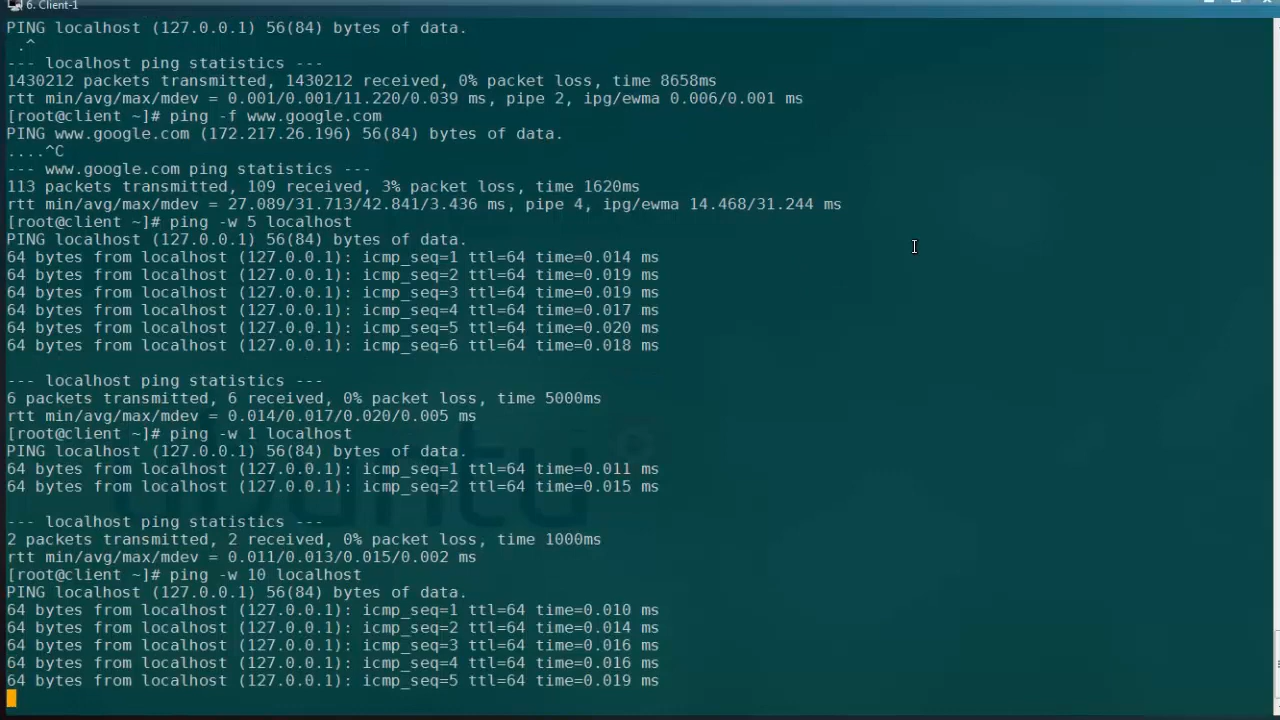 6. Client-1
PING localhost (127.0.0.1) 56(84) bytes of data.
.^
--- localhost ping statistics ---
1430212 packets transmitted, 1430212 received, 0% packet loss, time 8658ms
rtt min/avg/max/mdev = 0.001/0.001/11.220/0.039 ms, pipe 2, ipg/ewma 0.006/0.001 ms
[root@client ~]# ping -f www.google.com
PING www.google.com (172.217.26.196) 56(84) bytes of data.
....^C
--- www.google.com ping statistics ---
113 packets transmitted, 109 received, 3% packet loss, time 1620ms
rtt min/avg/max/mdev = 27.089/31.713/42.841/3.436 ms, pipe 4, ipg/ewma 14.468/31.244 ms
[root@client ~]# ping -w 5 localhost
PING localhost (127.0.0.1) 56(84) bytes of data.
64 bytes from localhost (127.0.0.1): icmp_seq=1 ttl=64 time=0.014 ms
64 bytes from localhost (127.0.0.1): icmp_seq=2 ttl=64 time=0.019 ms
64 bytes from localhost (127.0.0.1): icmp_seq=3 ttl=64 time=0.019 ms
64 bytes from localhost (127.0.0.1): icmp_seq=4 ttl=64 time=0.017 ms
64 bytes from localhost (127.0.0.1): icmp_seq=5 ttl=64 time=0.020 ms
64 bytes from localhost (127.0.0.1): icmp_seq=6 ttl=64 time=0.018 ms
--- localhost ping statistics ---
6 packets transmitted, 6 received, 0% packet loss, time 5000ms
rtt min/avg/max/mdev = 0.014/0.017/0.020/0.005 ms
[root@client ~]# ping -w 1 localhost
PING localhost (127.0.0.1) 56(84) bytes of data.
64 bytes from localhost (127.0.0.1): icmp_seq=1 ttl=64 time=0.011 ms
64 bytes from localhost (127.0.0.1): icmp_seq=2 ttl=64 time=0.015 ms
ubuntu
--- localhost ping statistics ---
2 packets transmitted, 2 received, 0% packet loss, time 1000ms
rtt min/avg/max/mdev = 0.011/0.013/0.015/0.002 ms
[root@client ~]# ping -w 10 localhost
PING localhost (127.0.0.1) 56(84) bytes of data.
64 bytes from localhost (127.0.0.1): icmp_seq=1 ttl=64 time=0.010 ms
64 bytes from localhost (127.0.0.1): icmp_seq=2 ttl=64 time=0.014 ms
64 bytes from localhost (127.0.0.1): icmp_seq=3 ttl=64 time=0.016 ms
64 bytes from localhost (127.0.0.1): icmp_seq=4 ttl=64 time=0.016 ms
64 bytes from localhost (127.0.0.1): icmp_seq=5 ttl=64 time=0.019 ms